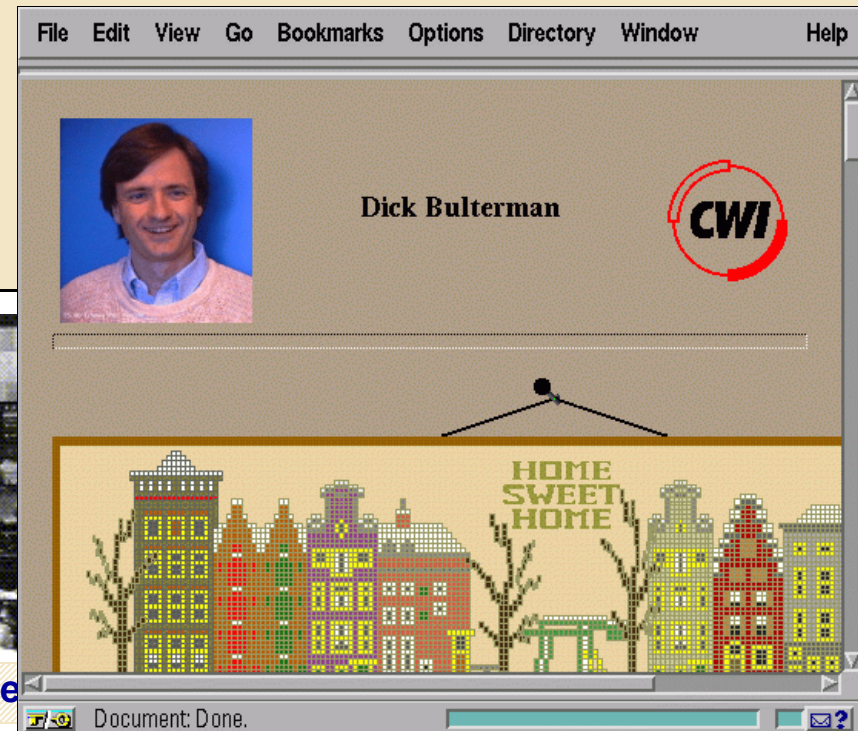 File Edit View Go Bookmarks Options Directory Window Help
Dick Bulterman
CWI
HOME
SWEET
HOME
e
Document: Done.
?